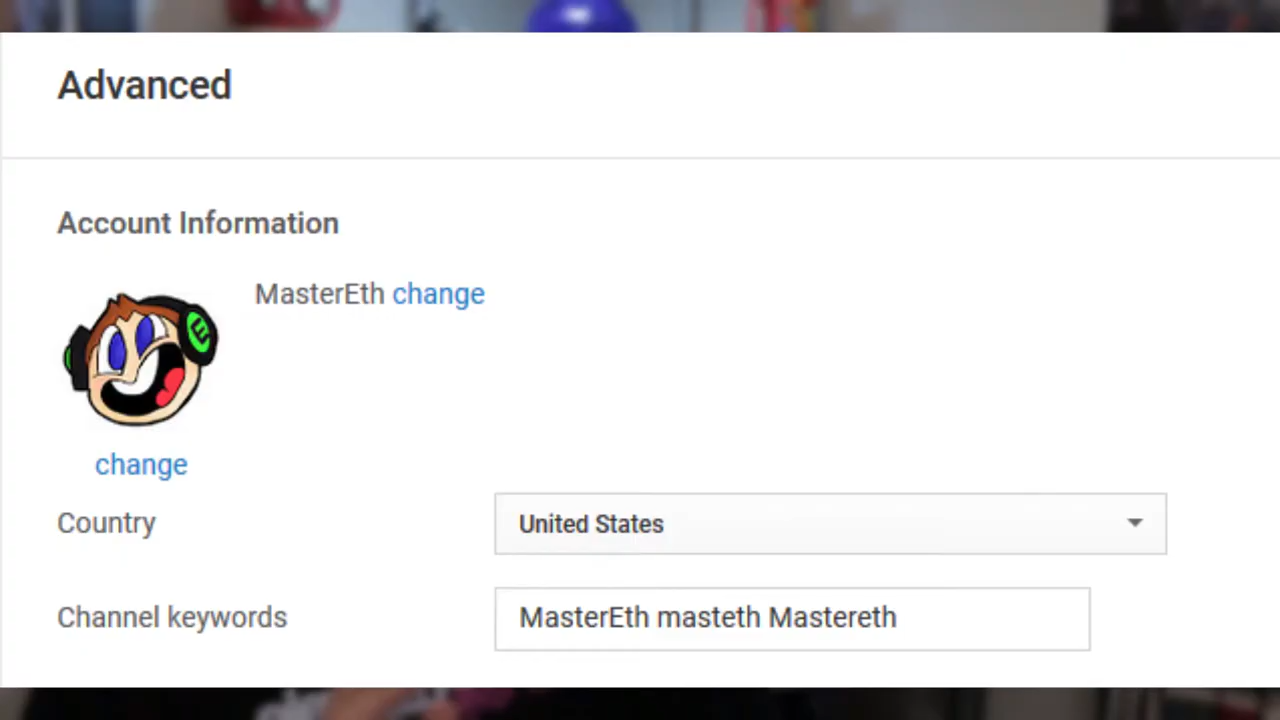 Advanced
Account Information
MasterEth change
E
change
Country
United States
Channel keywords
MasterEth masteth Mastereth